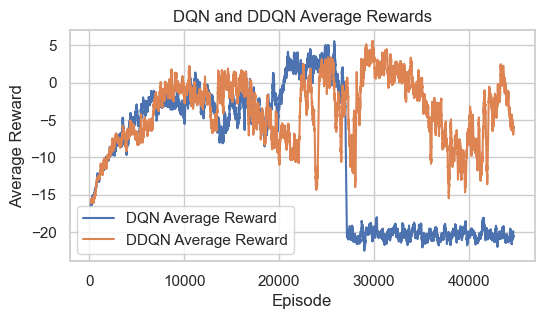 DQN and DDQN Average Rewards
Average Reward
5
0
−5
−10
−15
−20
DQN Average Reward
DDQN Average Reward
0
10000
20000
30000
40000
Episode